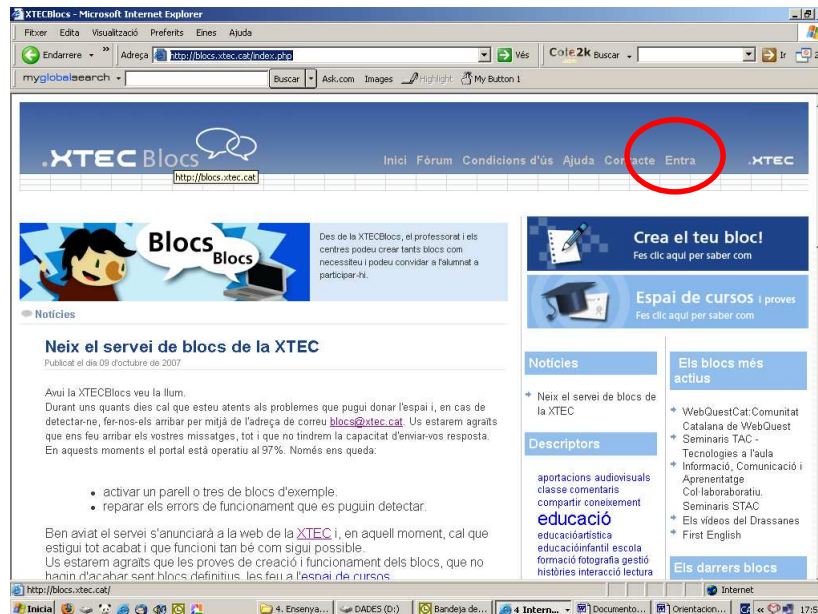 XTECBlocs - Microsoft Internet Explorer
Fitxer Edita Visualització Preferits Eines Ajuda
Endarrere » Adreça http://blocs.xtec.cat/index.php Vés Cote2k Buscar Ir
myglobalsearch Buscar Ask.com Images Highlight My Button 1
.XTEC Blocs
Inici Fórum Condicions d'ús Ajuda Contacte Entra .XTEC
http://blocs.xtec.cat
Blocs
Blocs
Des de la XTECBlocs, el professorat i els
centres podeu crear tants blocs com
necessiteu i podeu convidar a l'alumnat a
participar-hi.
Crea el teu bloc!
Fes clic aquí per saber com
Espai de cursos i proves
Fes clic aquí per saber com
Notícies
Neix el servei de blocs de la XTEC
Publicat el dia 09 d'octubre de 2007
Avui la XTECBlocs veu la llum.
Durant uns quants dies cal que esteu atents als problemes que pugui donar l'espai i, en cas de
detectar-ne, fer-nos-els arribar per mitjà de l'adreça de correu blocs@xtec.cat. Us estarem agraïts
que ens feu arribar els vostres missatges, tot i que no tindrem la capacitat d'enviar-vos resposta.
En aquests moments el portal està operatiu al 97%. Només ens queda:
activar un parell o tres de blocs d'exemple.
reparar els errors de funcionament que es puguin detectar.
Ben aviat el servei s'anunciarà a la web de la XTEC i, en aquell moment, cal que
estigui tot acabat i que funcioni tan bé com sigui possible.
Us estarem agraïts que les proves de creació i funcionament dels blocs, que no
hagin d'acabar sent blocs definitius, les feu a l'espai de cursos
Notícies
Neix el servei de blocs de
la XTEC
Descriptors
aportacions audiovisuals
classe comentaris
compartir coneixement
educació
educacióartística
educacióinfantil escola
formació fotografia gestió
històries interacció lectura
Els blocs més
actius
WebQuestCat:Comunitat
Catalana de WebQuest
Seminaris TAC -
Tecnologies a l'aula
Informació, Comunicació i
Aprenentatge
Col·laboraboratiu.
Seminaris STAC
Els vídeos del Drassanes
First English
Els darrers blocs
http://blocs.xtec.cat/ Internet
Inicia 4. Ensenya... DADES (D:) Bandeja de... 4 Intern... Documento... Orientacion... « 17:5